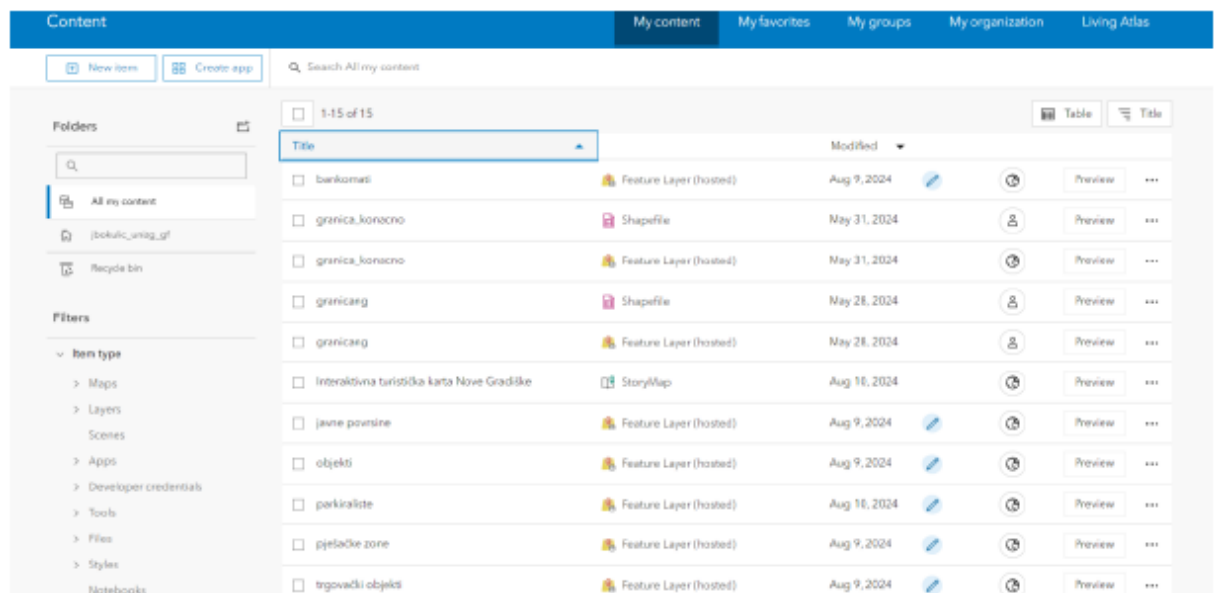 Content My content My favorites My groups My organization Living Atlas
New item Create app Search All my content
Folders
1-15 of 15 Table Title
Title Modified
All my content
jbokulic_unizg_gf
Recycle bin
Filters
Item type
Maps
Layers
Scenes
Apps
Developer credentials
Tools
Files
Styles
Notebooks
bankomati Feature Layer (hosted) Aug 9, 2024 Preview
granica_konacno Shapefile May 31, 2024 Preview
granica_konacno Feature Layer (hosted) May 31, 2024 Preview
granicang Shapefile May 28, 2024 Preview
granicang Feature Layer (hosted) May 28, 2024 Preview
Interaktivna turistička karta Nove Gradiške StoryMap Aug 10, 2024 Preview
javne povrsine Feature Layer (hosted) Aug 9, 2024 Preview
objekti Feature Layer (hosted) Aug 9, 2024 Preview
parkiraliste Feature Layer (hosted) Aug 10, 2024 Preview
pješačke zone Feature Layer (hosted) Aug 9, 2024 Preview
trgovački objekti Feature Layer (hosted) Aug 9, 2024 Preview